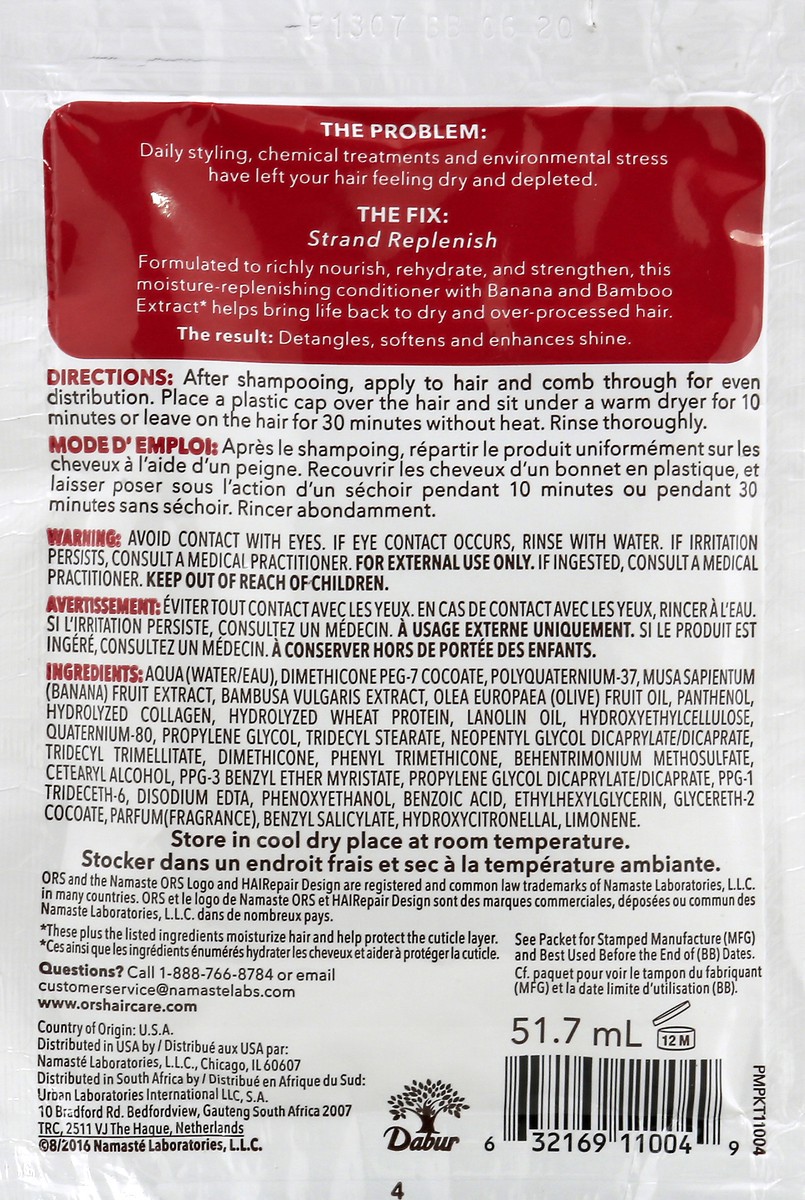 THE PROBLEM:
Daily styling, chemical treatments and environmental stress
have left your hair feeling dry and depleted.
THE FIX:
Strand Replenish
Formulated to richly nourish, rehydrate, and strengthen, this
moisture-replenishing conditioner with Banana and Bamboo
Extract* helps bring life back to dry and over-processed hair.
The result: Detangles, softens and enhances shine.
DIRECTIONS: After shampooing, apply to hair and comb through for even
distribution. Place a plastic cap over the hair and sit under a warm dryer for 10
minutes or leave on the hair for 30 minutes without heat. Rinse thoroughly.
MODE D' EMPLOI: Après le shampoing, répartir le produit uniformément sur les
cheveux à l'aide d'un peigne. Recouvrir les cheveux d'un bonnet en plastique, et
laisser poser sous l'action d'un séchoir pendant 10 minutes ou pendant 30
minutes sans séchoir. Rincer abondamment.
WARNING: AVOID CONTACT WITH EYES. IF EYE CONTACT OCCURS, RINSE WITH WATER. IF IRRITATION
PERSISTS, CONSULT A MEDICAL PRACTITIONER. FOR EXTERNAL USE ONLY. IF INGESTED, CONSULT A MEDICAL
PRACTITIONER. KEEP OUT OF REACH OF CHILDREN.
AVERTISSEMENT: ÉVITER TOUT CONTACT AVEC LES YEUX. EN CAS DE CONTACT AVEC LES YEUX, RINCER À L'EAU.
SI L'IRRITATION PERSISTE, CONSULTEZ UN MÉDECIN. À USAGE EXTERNE UNIQUEMENT. SI LE PRODUIT EST
INGÉRÉ, CONSULTEZ UN MÉDECIN. À CONSERVER HORS DE PORTÉE DES ENFANTS.
INGREDIENTS: AQUA (WATER/EAU), DIMETHICONE PEG-7 COCOATE, POLYQUATERNIUM-37, MUSA SAPIENTUM
(BANANA) FRUIT EXTRACT, BAMBUSA VULGARIS EXTRACT, OLEA EUROPAEA (OLIVE) FRUIT OIL, PANTHENOL,
HYDROLYZED COLLAGEN, HYDROLYZED WHEAT PROTEIN, LANOLIN OIL, HYDROXYETHYLCELLULOSE,
QUATERNIUM-80, PROPYLENE GLYCOL, TRIDECYL STEARATE, NEOPENTYL GLYCOL DICAPRYLATE/DICAPRATE,
TRIDECYL TRIMELLITATE, DIMETHICONE, PHENYL TRIMETHICONE, BEHENTRIMONIUM METHOSULFATE,
CETEARYL ALCOHOL, PPG-3 BENZYL ETHER MYRISTATE, PROPYLENE GLYCOL DICAPRYLATE/DICAPRATE, PPG-1
TRIDECETH-6, DISODIUM EDTA, PHENOXYETHANOL, BENZOIC ACID, ETHYLHEXYLGLYCERIN, GLYCERETH-2
COCOATE, PARFUM(FRAGRANCE), BENZYL SALICYLATE, HYDROXYCITRONELLAL, LIMONENE.
Store in cool dry place at room temperature.
Stocker dans un endroit frais et sec à la température ambiante.
ORS and the Namaste ORS Logo and HAIRepair Design are registered and common law trademarks of Namaste Laboratories, L.L.C.
in many countries. ORS et le logo de Namaste ORS et HAIRepair Design sont des marques commerciales, déposées ou commun des
Namaste Laboratories, L.L.C. dans de nombreux pays.
*These plus the listed ingredients moisturize hair and help protect the cuticle layer.
*Ces ainsi que les ingrédients énumérés hydrater les cheveux et aider à protéger la cuticule.
See Packet for Stamped Manufacture (MFG)
and Best Used Before the End of (BB) Dates.
Cf. paquet pour voir le tampon du fabriquant
(MFG) et la date limite d'utilisation (BB).
Questions? Call 1-888-766-8784 or email
customerservice@namastelabs.com
www.orshaircare.com
Country of Origin: U.S.A.
Distributed in USA by / Distribué aux USA par:
Namasté Laboratories, L.L.C., Chicago, IL 60607
Distributed in South Africa by / Distribué en Afrique du Sud:
Urban Laboratories International LLC, S.A.
10 Bradford Rd. Bedfordview, Gauteng South Africa 2007
TRC, 2511 VJ The Haque, Netherlands
©8/2016 Namasté Laboratories, L.L.C.
Dabur
51.7 mL
12 M
6 32169 11004 9
PMPKT11004
4